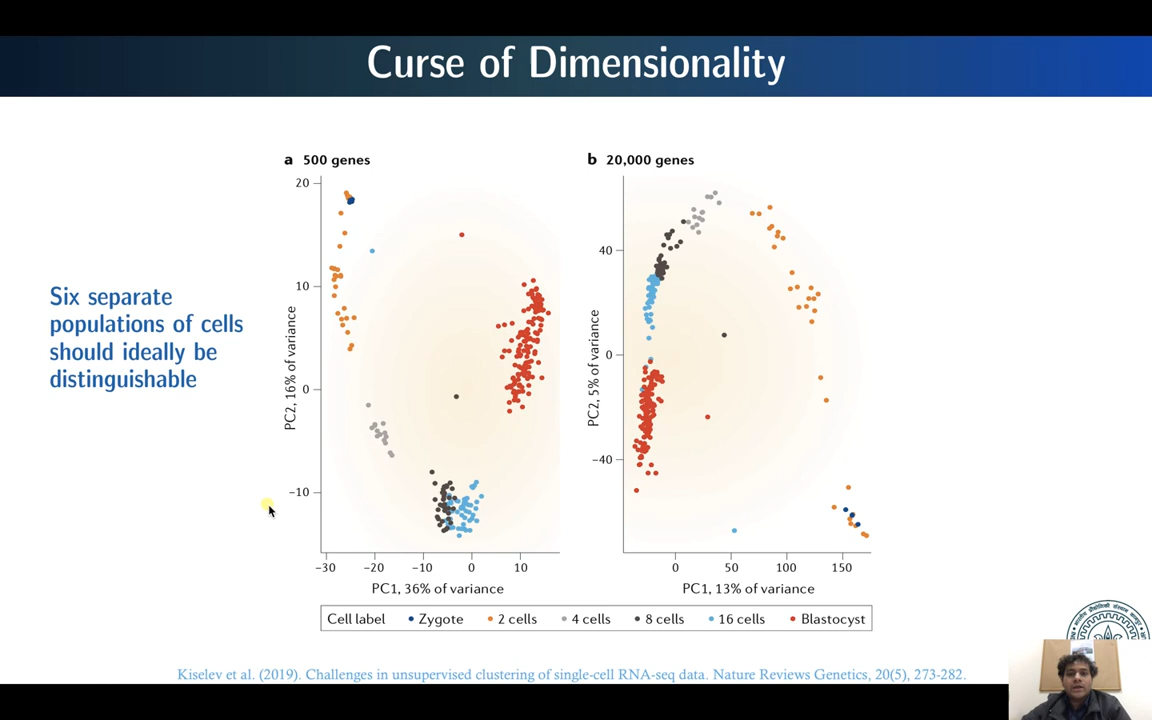 Curse of Dimensionality
Six separate
populations of cells
should ideally be
distinguishable
a 500 genes
20
10
0
−10
PC2, 16% of variance
−30 −20 −10 0 10
PC1, 36% of variance
b 20,000 genes
40
0
−40
PC2, 5% of variance
0 50 100 150
PC1, 13% of variance
Cell label Zygote 2 cells 4 cells 8 cells 16 cells Blastocyst
Kiselev et al. (2019). Challenges in unsupervised clustering of single-cell RNA-seq data. Nature Reviews Genetics, 20(5), 273-282.